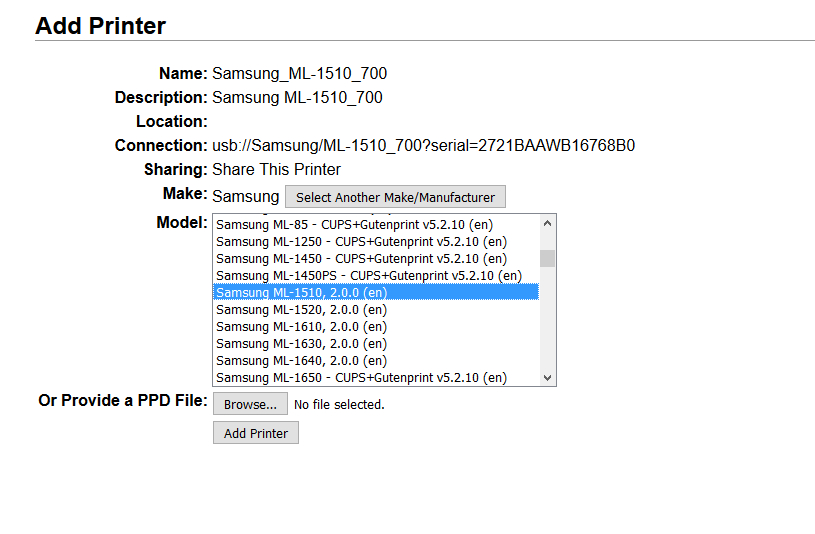 Add Printer
Name: Samsung_ML-1510_700
Description: Samsung ML-1510_700
Location:
Connection: usb://Samsung/ML-1510_700?serial=2721BAAWB16768B0
Sharing: Share This Printer
Make: Samsung Select Another Make/Manufacturer
Model:
Samsung ML-85 - CUPS+Gutenprint v5.2.10 (en)
Samsung ML-1250 - CUPS+Gutenprint v5.2.10 (en)
Samsung ML-1450 - CUPS+Gutenprint v5.2.10 (en)
Samsung ML-1450PS - CUPS+Gutenprint v5.2.10 (en)
Samsung ML-1510, 2.0.0 (en)
Samsung ML-1520, 2.0.0 (en)
Samsung ML-1610, 2.0.0 (en)
Samsung ML-1630, 2.0.0 (en)
Samsung ML-1640, 2.0.0 (en)
Samsung ML-1650 - CUPS+Gutenprint v5.2.10 (en)
Or Provide a PPD File: Browse... No file selected.
Add Printer